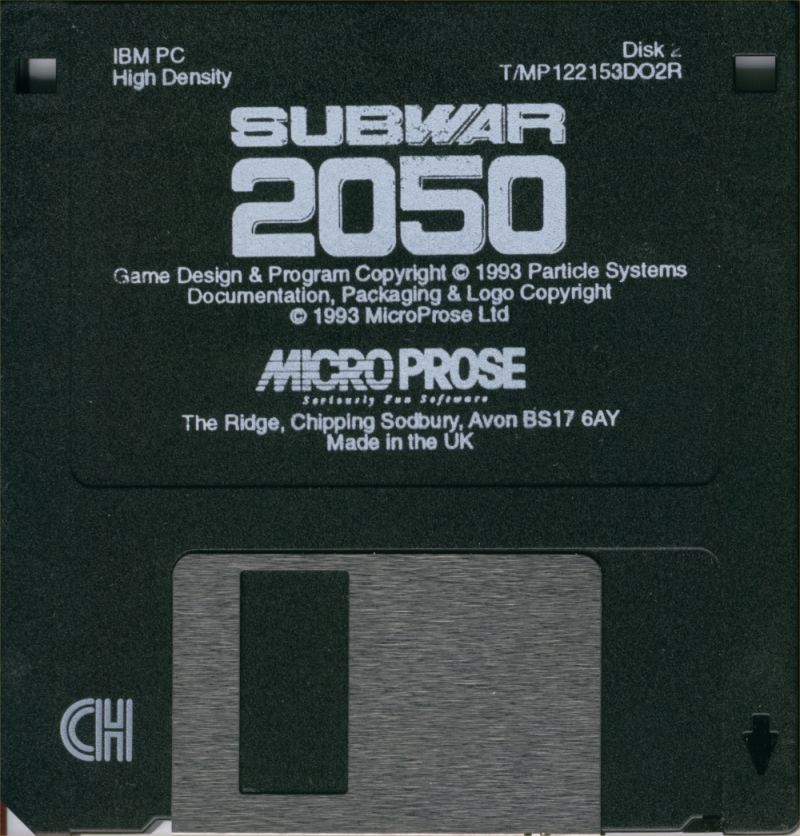 IBM PC
High Density
Disk 2
T/MP122153DO2R
SUBWAR
2050
Game Design & Program Copyright © 1993 Particle Systems
Documentation, Packaging & Logo Copyright
© 1993 MicroProse Ltd
MICRO PROSE
Seriously Fun Software
The Ridge, Chipping Sodbury, Avon BS17 6AY
Made in the UK
CH